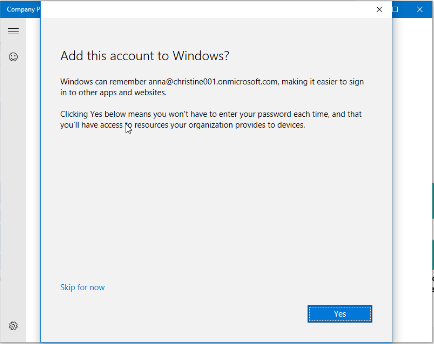 Company P
Add this account to Windows?
Windows can remember anna@christine001.onmicrosoft.com, making it easier to sign
in to other apps and websites.
Clicking Yes below means you won't have to enter your password each time, and that
you'll have access to resources your organization provides to devices.
Skip for now
Yes